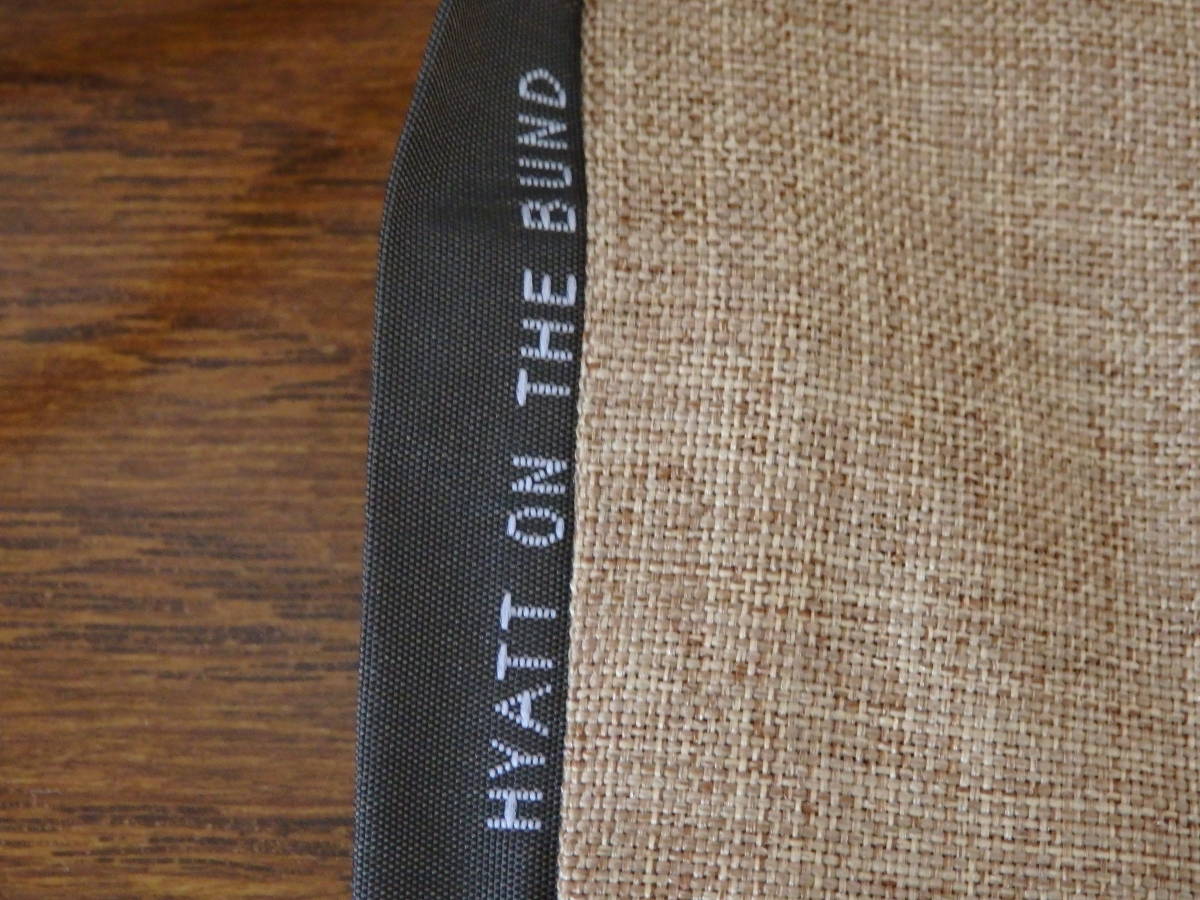 HYATT ON THE BUND